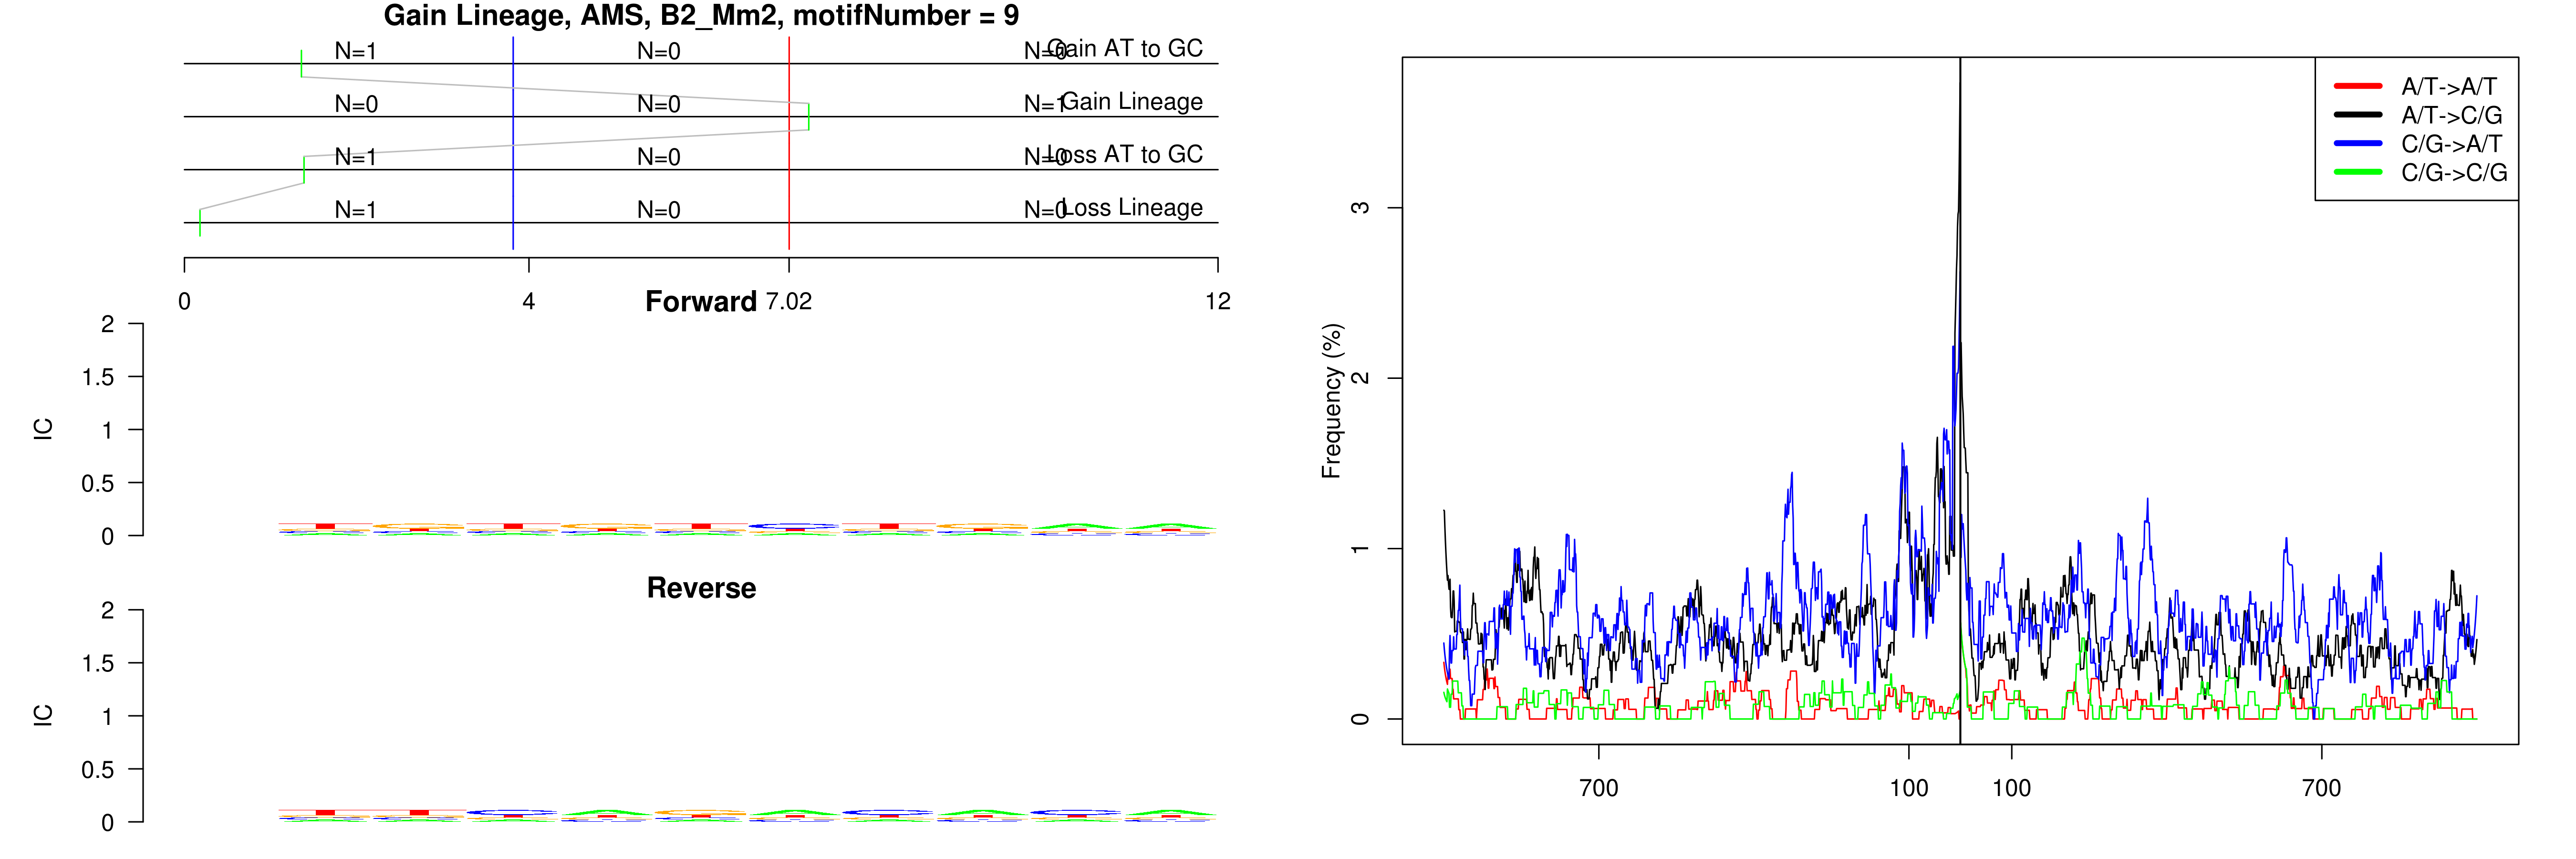 Gain Lineage, AMS, B2_Mm2, motifNumber = 9
N=1 N=0 N=0 Gain AT to GC
N=0 N=0 N=1 Gain Lineage
N=1 N=0 N=0 Loss AT to GC
N=1 N=0 N=0 Loss Lineage
0 4 7.02 12
Forward
2
1.5
1
0.5
0
IC
Reverse
2
1.5
1
0.5
0
IC
A/T->A/T
A/T->C/G
C/G->A/T
C/G->C/G
Frequency (%)
3
2
1
0
700 100 100 700